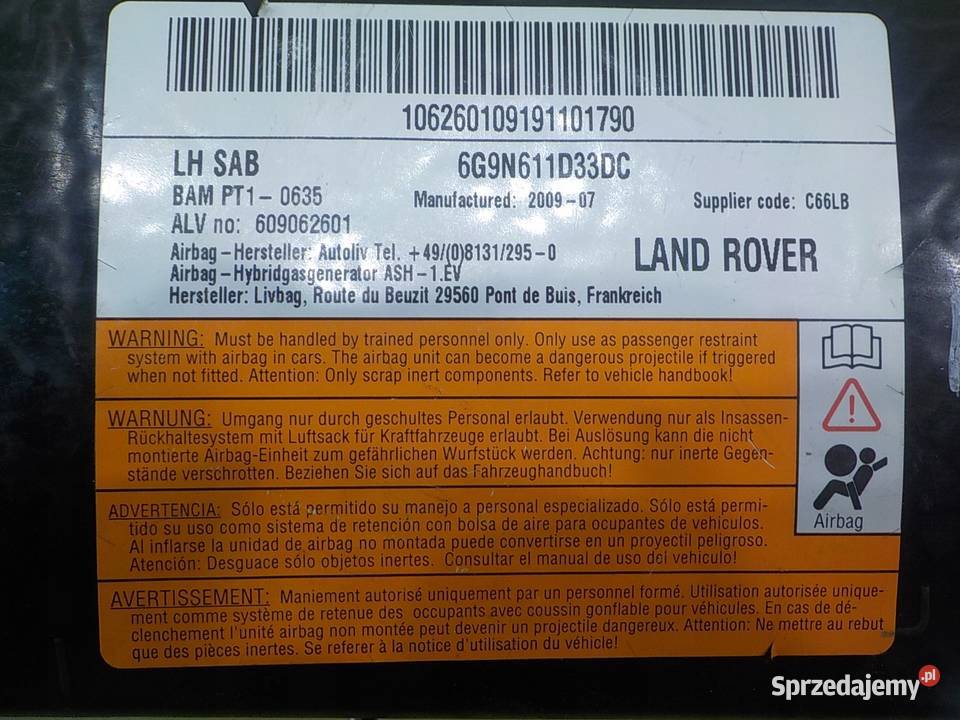 106260109191101790
LH SAB 6G9N611D33DC
BAM PT1-0635 Manufactured: 2009-07 Supplier code: C66LB
ALV no: 609062601
Airbag-Hersteller: Autoliv Tel. +49/(0)8131/295-0 LAND ROVER
Airbag-Hybridgasgenerator ASH-1.EV
Hersteller: Livbag, Route du Beuzit 29560 Pont de Buis, Frankreich
WARNING: Must be handled by trained personnel only. Only use as passenger restraint
system with airbag in cars. The airbag unit can become a dangerous projectile if triggered
when not fitted. Attention: Only scrap inert components. Refer to vehicle handbook!
WARNUNG: Umgang nur durch geschultes Personal erlaubt. Verwendung nur als Insassen-
Rückhaltesystem mit Luftsack für Kraftfahrzeuge erlaubt. Bei Auslösung kann die nicht
montierte Airbag-Einheit zum gefährlichen Wurfstück werden. Achtung: nur inerte Gegen-
stände verschrotten. Beziehen Sie sich auf das Fahrzeughandbuch!
ADVERTENCIA: Sólo está permitido su manejo a personal especializado. Sólo está permi-
tido su uso como sistema de retención con bolsa de aire para ocupantes de vehículos.
Al inflarse la unidad de airbag no montada puede convertirse en un proyectil peligroso.
Atención: Desguace sólo objetos inertes. Consultar el manual de uso del vehiculo!
AVERTISSEMENT: Maniement autorisé uniquement par un personnel formé. Utilisation autorisée unique-
ment comme système de retenue des occupants avec coussin gonflable pour véhicules. En cas de dé-
clenchement l'unité airbag non montée peut devenir un projectile dangereux. Attention: Ne mettre au rebut
que des pièces inertes. Se referer à la notice d'utilisation du véhicle!
Airbag
Sprzedajemy.pl